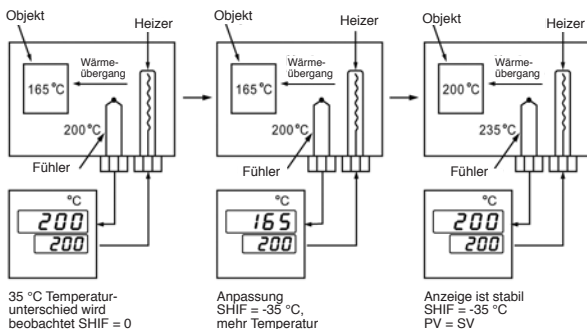 Objekt
Heizer
Wärme-
übergang
165 °C
200 °C
Fühler
°C
200
200
35 °C Temperatur-
unterschied wird
beobachtet SHIF = 0
Objekt
Heizer
Wärme-
übergang
165 °C
200 °C
Fühler
°C
165
200
Anpassung
SHIF = -35 °C,
mehr Temperatur
Objekt
Heizer
Wärme-
übergang
200 °C
235 °C
Fühler
°C
200
200
Anzeige ist stabil
SHIF = -35 °C
PV = SV